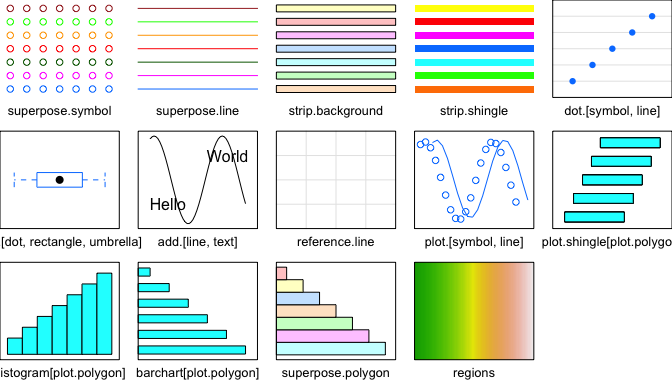 superpose.symbol
superpose.line
strip.background
strip.shingle
dot.[symbol, line]
World
Hello
[dot, rectangle, umbrella]
add.[line, text]
reference.line
plot.[symbol, line]
plot.shingle[plot.polygo
istogram[plot.polygon]
barchart[plot.polygon]
superpose.polygon
regions